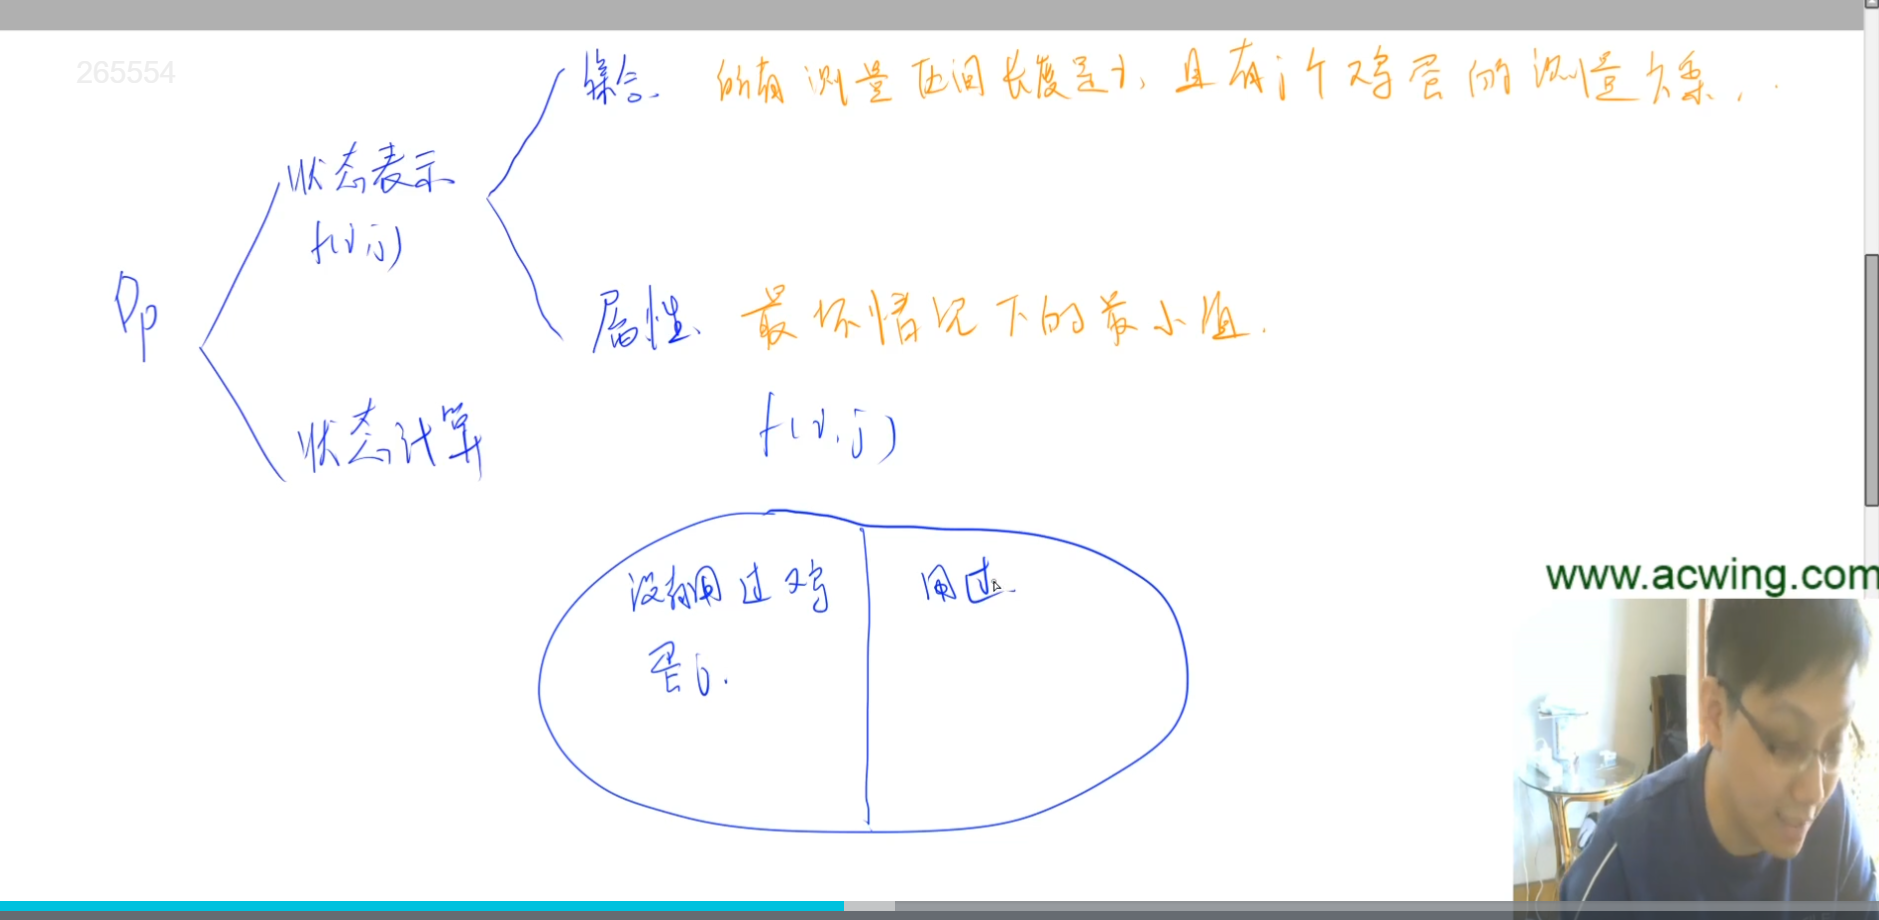 265554
集合. 所有测量区间长度是i, 且有j个鸡蛋的测量方案.
状态表示
f(i,j)
Dp
属性. 最坏情况下的最小值.
状态计算
f(i,j)
没有用过鸡 用过
蛋j.
www.acwing.com